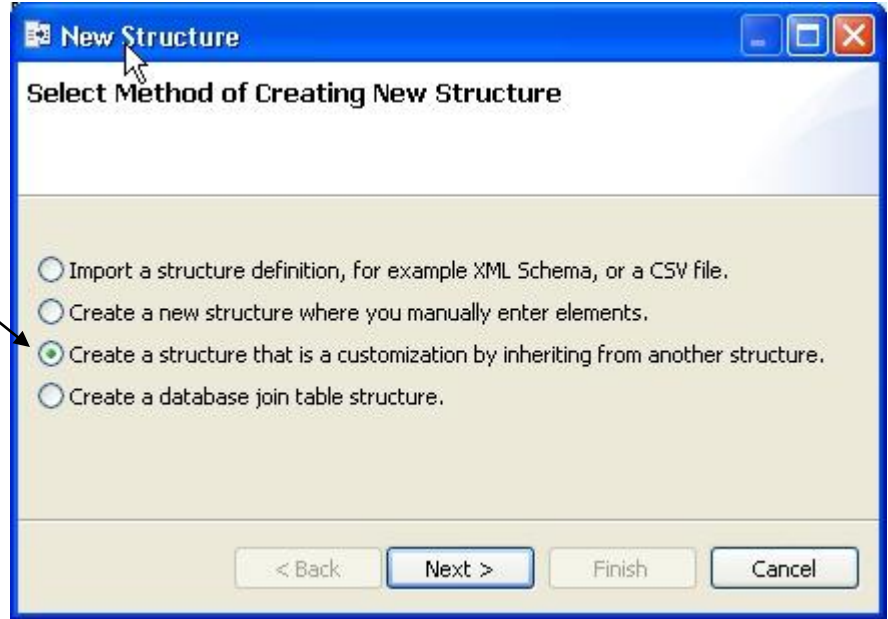 New Structure
Select Method of Creating New Structure
Import a structure definition, for example XML Schema, or a CSV file.
Create a new structure where you manually enter elements.
Create a structure that is a customization by inheriting from another structure.
Create a database join table structure.
< Back Next > Finish Cancel